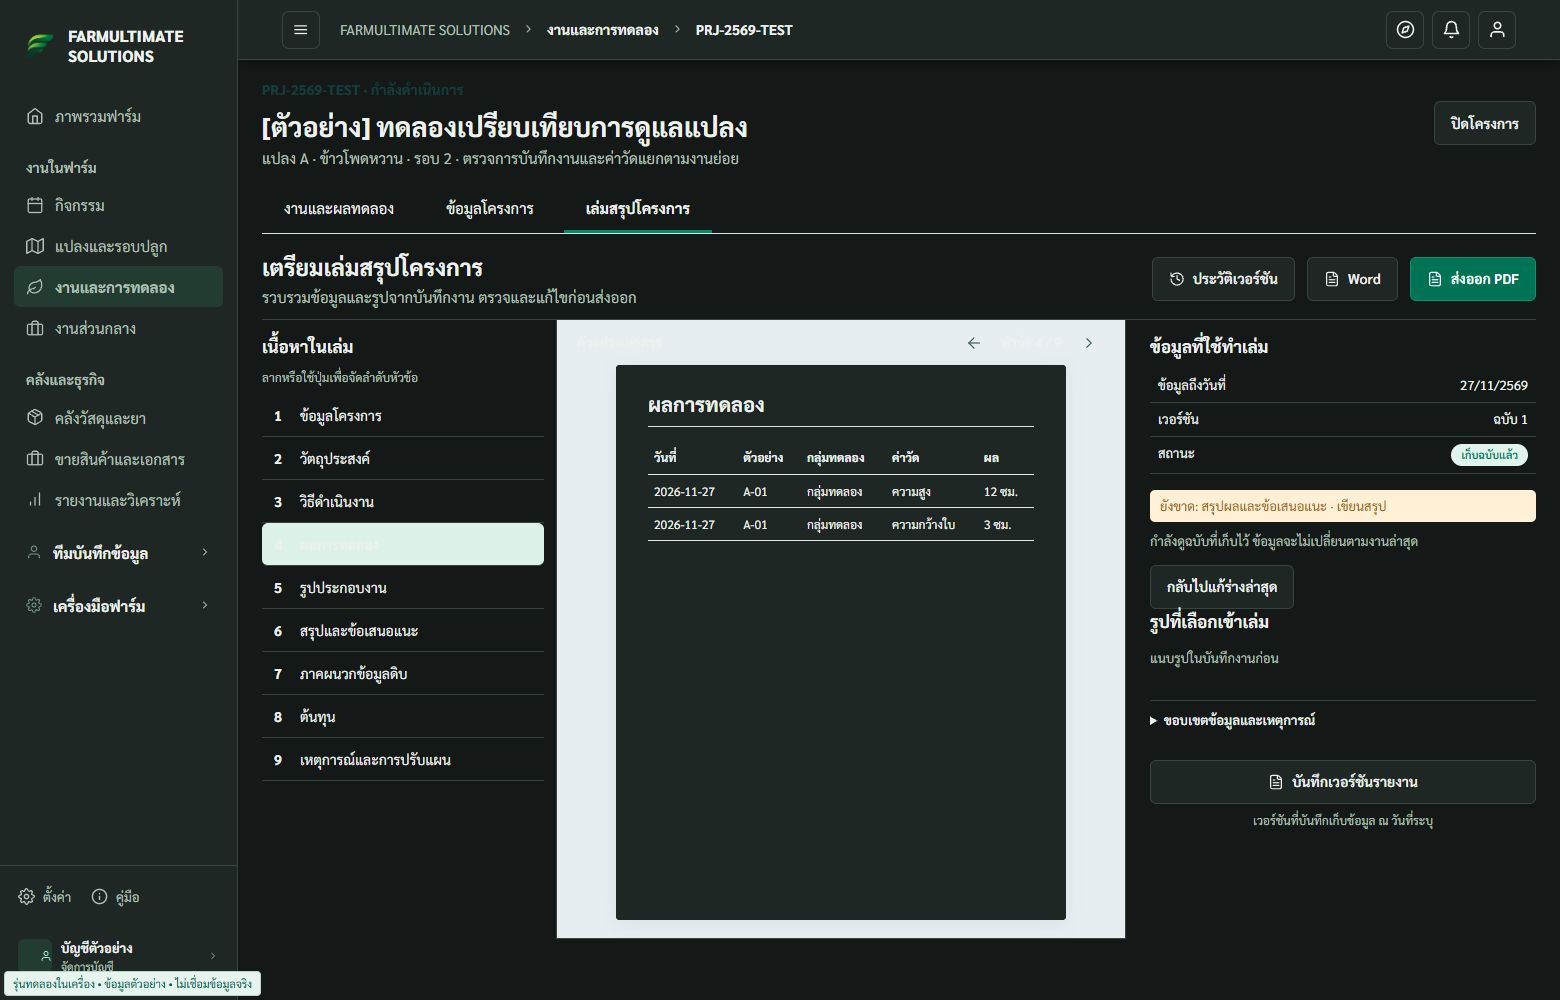 FARMULTIMATE SOLUTIONS
ภาพรวมฟาร์ม
งานในฟาร์ม
กิจกรรม
แปลงและรอบปลูก
งานและการทดลอง
งานส่วนกลาง
คลังและธุรกิจ
คลังวัสดุและยา
ขายสินค้าและเอกสาร
รายงานและวิเคราะห์
ทีมบันทึกข้อมูล
เครื่องมือฟาร์ม
ตั้งค่า
คู่มือ
บัญชีตัวอย่าง
จัดการบัญชี
รุ่นทดลองในเครื่อง • ข้อมูลตัวอย่าง • ไม่เชื่อมข้อมูลจริง
FARMULTIMATE SOLUTIONS > งานและการทดลอง > PRJ-2569-TEST
PRJ-2569-TEST · กำลังดำเนินการ
[ตัวอย่าง] ทดลองเปรียบเทียบการดูแลแปลง
แปลง A · ข้าวโพดหวาน · รอบ 2 · ตรวจการบันทึกงานและค่าวัดแยกตามงานย่อย
ปิดโครงการ
งานและผลทดลอง ข้อมูลโครงการ เล่มสรุปโครงการ
เตรียมเล่มสรุปโครงการ
รวบรวมข้อมูลและรูปจากบันทึกงาน ตรวจและแก้ไขก่อนส่งออก
ประวัติเวอร์ชัน Word ส่งออก PDF
เนื้อหาในเล่ม
ลากหรือใช้ปุ่มเพื่อจัดลำดับหัวข้อ
1 ข้อมูลโครงการ
2 วัตถุประสงค์
3 วิธีดำเนินงาน
4 ผลการทดลอง
5 รูปประกอบงาน
6 สรุปและข้อเสนอแนะ
7 ภาคผนวกข้อมูลดิบ
8 ต้นทุน
9 เหตุการณ์และการปรับแผน
ผลการทดลอง
วันที่ ตัวอย่าง กลุ่มทดลอง ค่าวัด ผล
2026-11-27 A-01 กลุ่มทดลอง ความสูง 12 ซม.
2026-11-27 A-01 กลุ่มทดลอง ความกว้างใบ 3 ซม.
ข้อมูลที่ใช้ทำเล่ม
ข้อมูลถึงวันที่ 27/11/2569
เวอร์ชัน ฉบับ 1
สถานะ เก็บฉบับแล้ว
ยังขาด: สรุปผลและข้อเสนอแนะ · เขียนสรุป
กำลังดูฉบับที่เก็บไว้ ข้อมูลจะไม่เปลี่ยนตามงานล่าสุด
กลับไปแก้ร่างล่าสุด
รูปที่เลือกเข้าเล่ม
แนบรูปในบันทึกงานก่อน
ขอบเขตข้อมูลและเหตุการณ์
บันทึกเวอร์ชันรายงาน
เวอร์ชันที่บันทึกเก็บข้อมูล ณ วันที่ระบุ